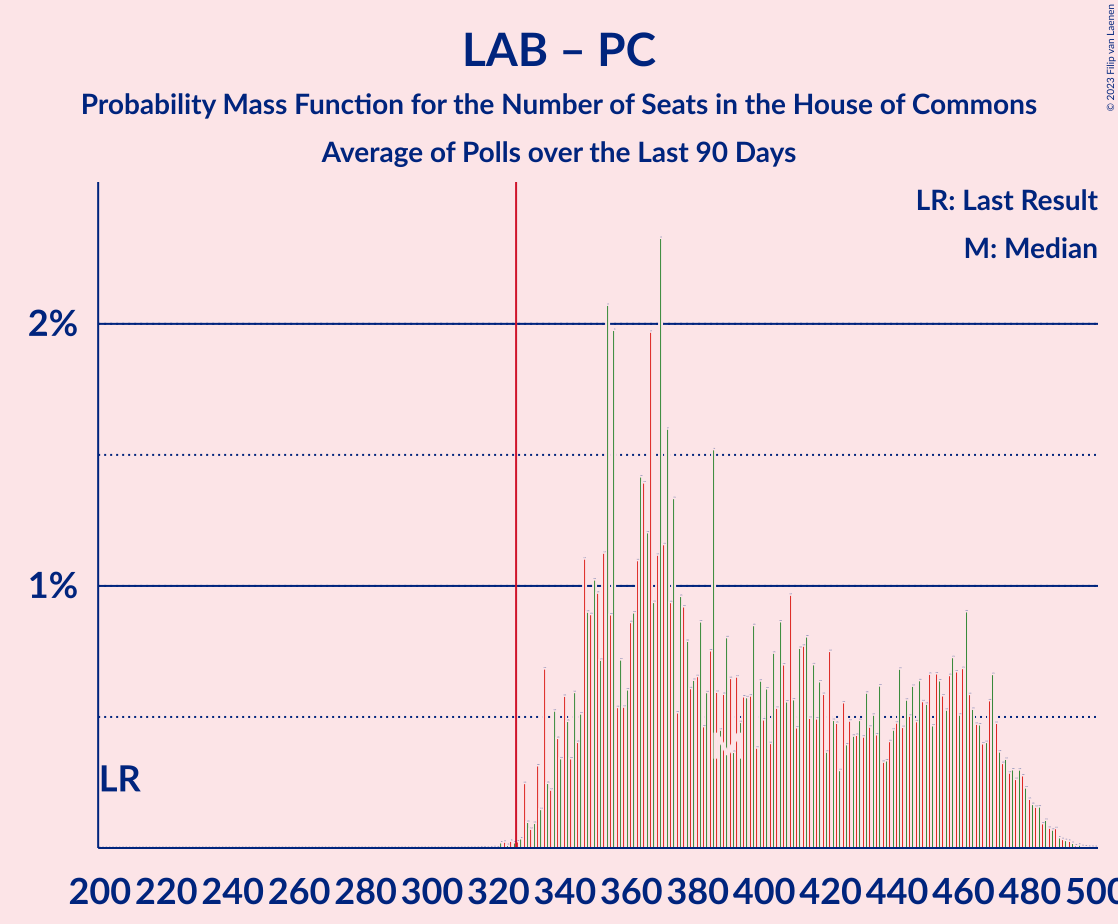 LAB – PC
Probability Mass Function for the Number of Seats in the House of Commons
Average of Polls over the Last 90 Days
© 2023 Filip van Laenen
LR: Last Result
M: Median
2%
1%
LR
M
200 220 240 260 280 300 320 340 360 380 400 420 440 460 480 500